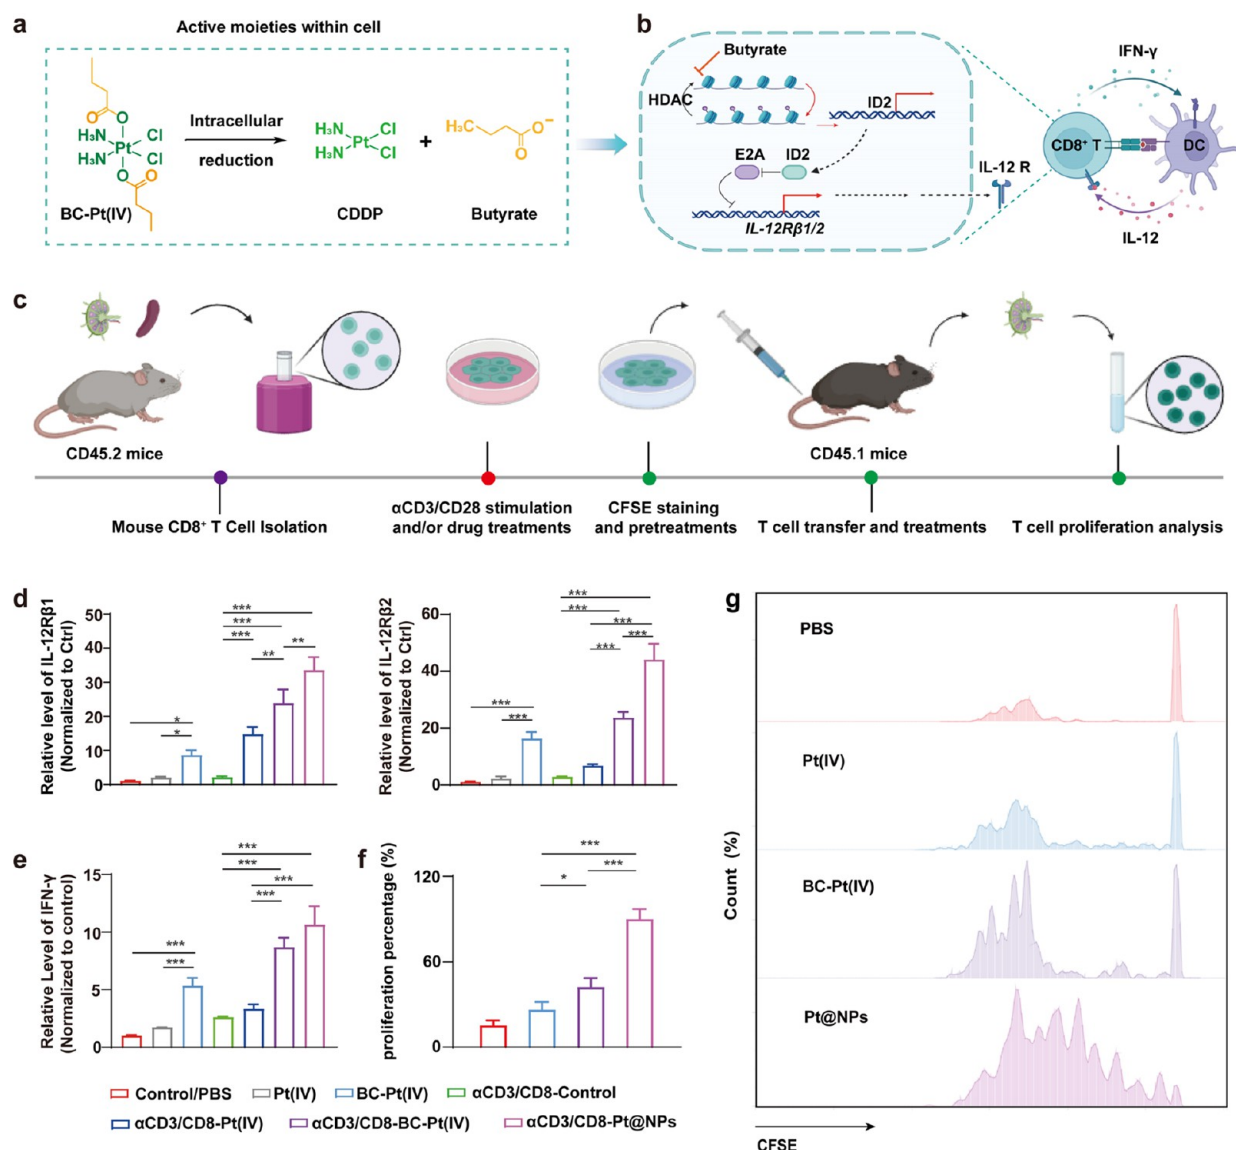 a
Active moieties within cell
O
O
H₃N
Cl
H₃N
Pt
Cl
O
O
BC-Pt(IV)
Intracellular
reduction
H₃N
Cl
H₃N
Pt
Cl
CDDP
+
H₃C
O⁻
O
Butyrate
b
Butyrate
HDAC
ID2
E2A
ID2
IL-12Rβ1/2
IL-12 R
IFN-γ
CD8⁺ T
DC
IL-12
c
CD45.2 mice
CD45.1 mice
Mouse CD8⁺ T Cell Isolation
αCD3/CD28 stimulation
and/or drug treatments
CFSE staining
and pretreatments
T cell transfer and treatments
T cell proliferation analysis
d
Relative level of IL-12Rβ1
(Normalized to Ctrl)
50
40
30
20
10
0
*
*
***
***
***
**
**
Relative level of IL-12Rβ2
(Normalized to Ctrl)
60
40
20
0
***
***
***
***
***
***
***
e
Relative Level of IFN-γ
(Normalized to control)
15
10
5
0
***
***
***
***
***
***
f
proliferation percentage (%)
120
60
0
***
***
*
Control/PBS
Pt(IV)
BC-Pt(IV)
αCD3/CD8-Control
αCD3/CD8-Pt(IV)
αCD3/CD8-BC-Pt(IV)
αCD3/CD8-Pt@NPs
g
PBS
Pt(IV)
BC-Pt(IV)
Pt@NPs
Count (%)
CFSE